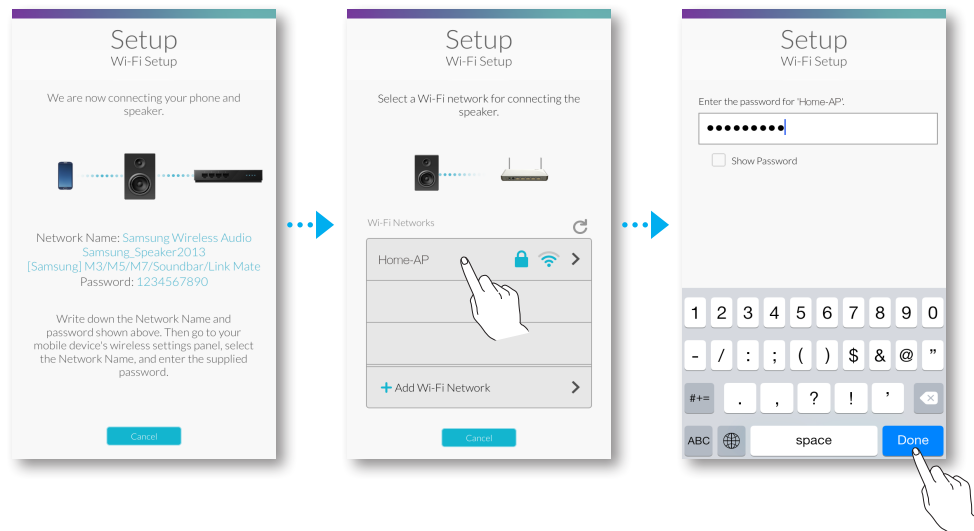 Setup
Wi-Fi Setup
We are now connecting your phone and
speaker.
Network Name: Samsung Wireless Audio
Samsung_Speaker2013
[Samsung] M3/M5/M7/Soundbar/Link Mate
Password: 1234567890
Write down the Network Name and
password shown above. Then go to your
mobile device's wireless settings panel, select
the Network Name, and enter the supplied
password.
Cancel
Setup
Wi-Fi Setup
Select a Wi-Fi network for connecting the
speaker.
Wi-Fi Networks
Home-AP
+ Add Wi-Fi Network
Cancel
Setup
Wi-Fi Setup
Enter the password for 'Home-AP'.
•••••••••
Show Password
1 2 3 4 5 6 7 8 9 0
- / : ; ( ) $ & @ "
#+= . , ? ! '
ABC space Done